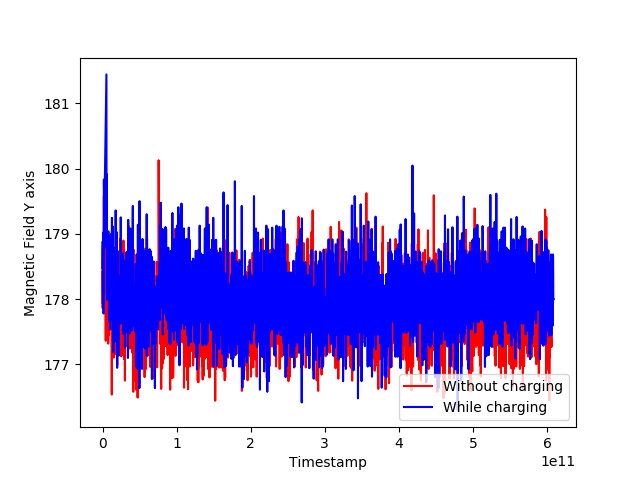 181
180
179
178
177
Magnetic Field Y axis
Without charging
While charging
0 1 2 3 4 5 6
1e11
Timestamp